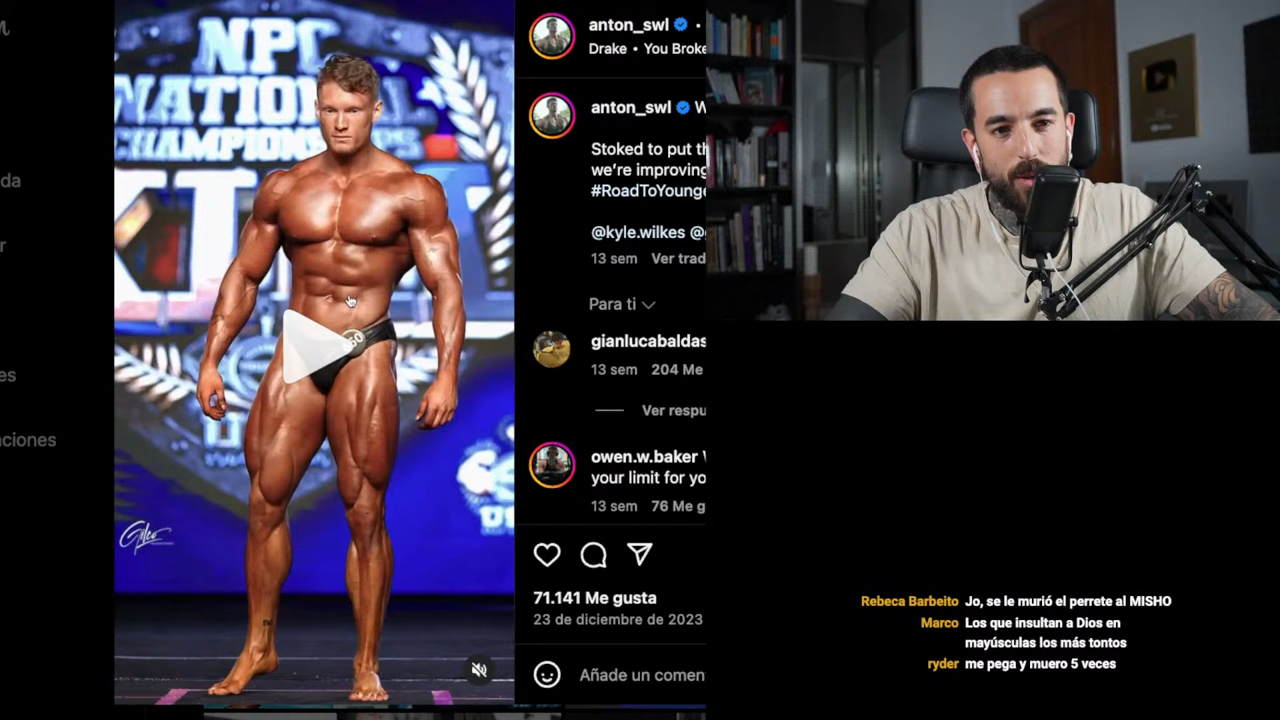 NPC
NATIONAL
CHAMPIONSHIPS
60
da
r
es
ciones
anton_swl •
Drake • You Broke
anton_swl W
Stoked to put th
we're improving
#RoadToYounge
@kyle.wilkes @
13 sem Ver trad
Para ti
gianlucabaldas
13 sem 204 Me
Ver respu
owen.w.baker
your limit for yo
13 sem 76 Me g
71.141 Me gusta
23 de diciembre de 2023
Añade un comen
Rebeca Barbeito Jo, se le murió el perrete al MISHO
Marco Los que insultan a Dios en
mayúsculas los más tontos
ryder me pega y muero 5 veces